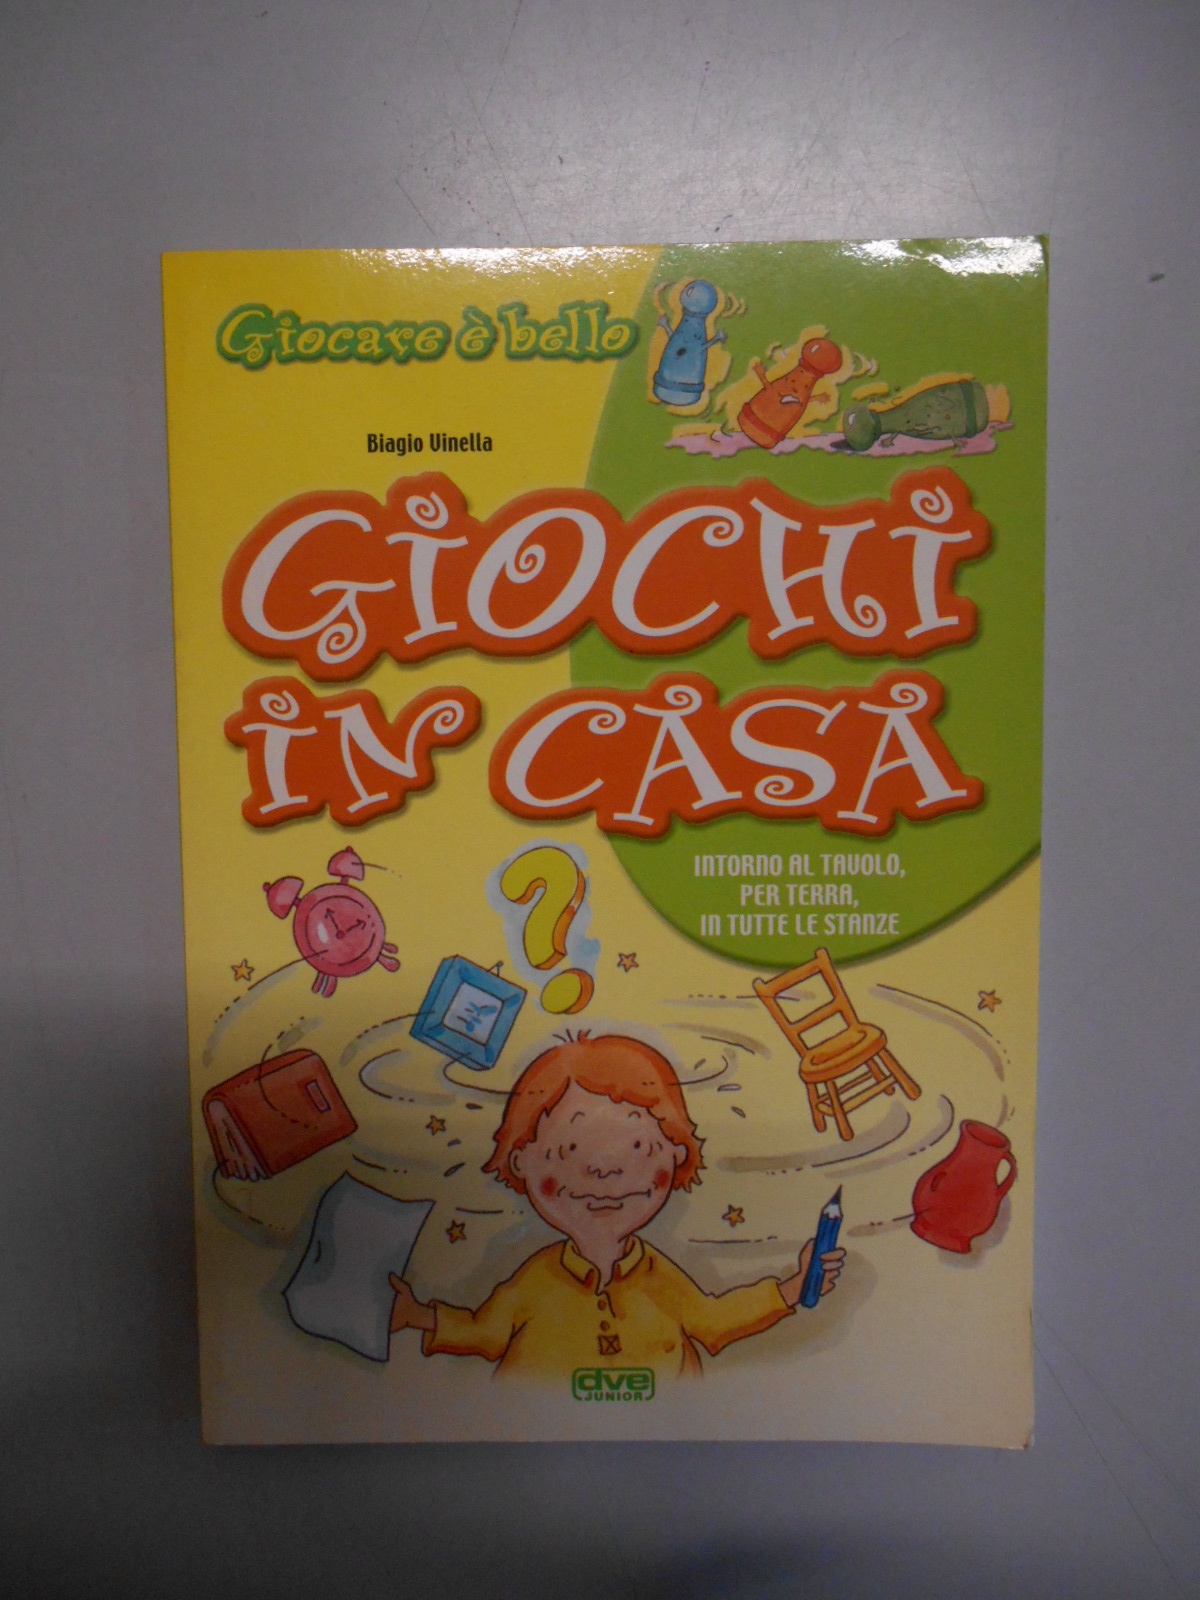 Giocare è bello
Biagio Vinella
GIOCHI
IN CASA
INTORNO AL TAVOLO,
PER TERRA,
IN TUTTE LE STANZE
dve
JUNIOR